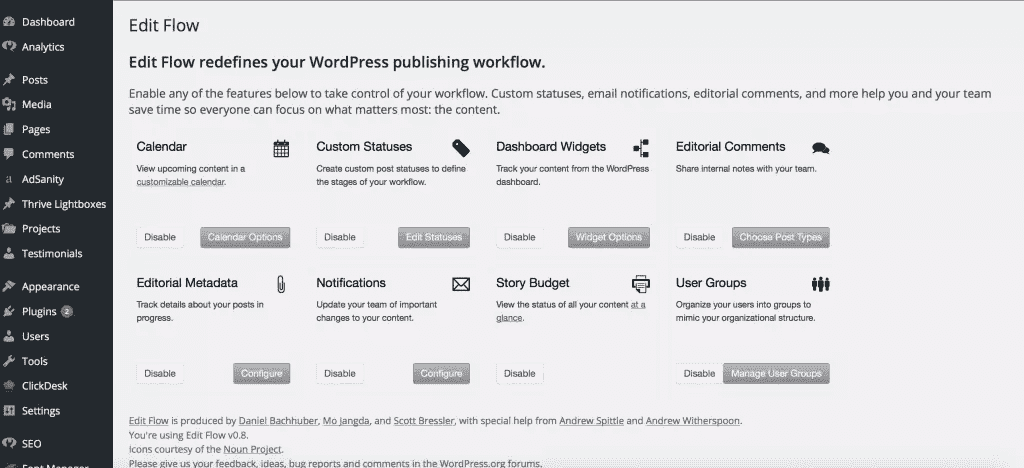 Dashboard
Analytics
Posts
Media
Pages
Comments
AdSanity
Thrive Lightboxes
Projects
Testimonials
Appearance
Plugins 2
Users
Tools
ClickDesk
Settings
SEO
Font Manager
Edit Flow
Edit Flow redefines your WordPress publishing workflow.
Enable any of the features below to take control of your workflow. Custom statuses, email notifications, editorial comments, and more help you and your team
save time so everyone can focus on what matters most: the content.
Calendar
View upcoming content in a
customizable calendar.
Disable
Calendar Options
Custom Statuses
Create custom post statuses to define
the stages of your workflow.
Disable
Edit Statuses
Dashboard Widgets
Track your content from the WordPress
dashboard.
Disable
Widget Options
Editorial Comments
Share internal notes with your team.
Disable
Choose Post Types
Editorial Metadata
Track details about your posts in
progress.
Disable
Configure
Notifications
Update your team of important
changes to your content.
Disable
Configure
Story Budget
View the status of all your content at a
glance.
Disable
User Groups
Organize your users into groups to
mimic your organizational structure.
Disable
Manage User Groups
Edit Flow is produced by Daniel Bachhuber, Mo Jangda, and Scott Bressler, with special help from Andrew Spittle and Andrew Witherspoon.
You're using Edit Flow v0.8.
Icons courtesy of the Noun Project.
Please give us your feedback, ideas, bug reports and comments in the WordPress.org forums.